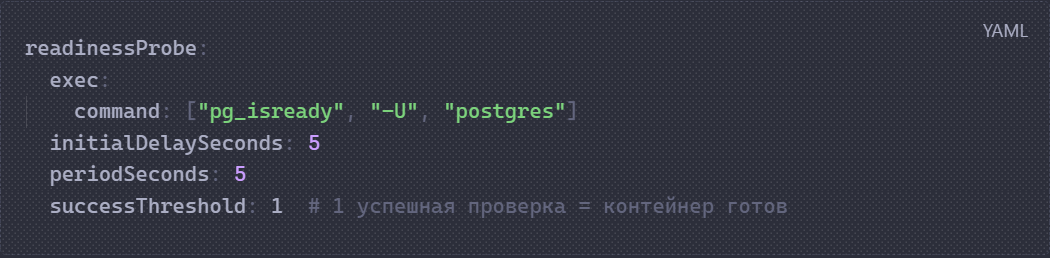 YAML
readinessProbe:
  exec:
    command: ["pg_isready", "-U", "postgres"]
  initialDelaySeconds: 5
  periodSeconds: 5
  successThreshold: 1  # 1 успешная проверка = контейнер готов